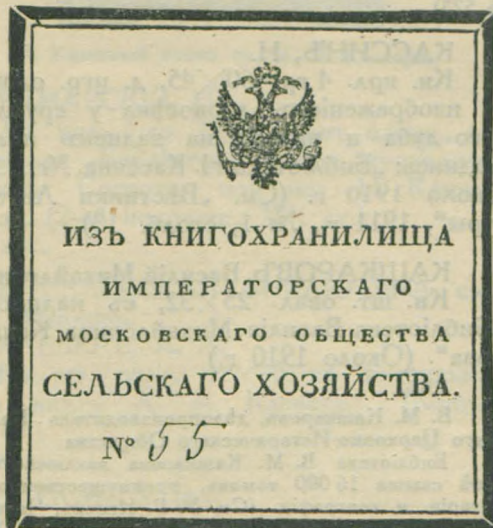 ИЗЪ КНИГОХРАНИЛИЩА
ИМПЕРАТОРСКАГО
МОСКОВСКАГО ОБЩЕСТВА
СЕЛЬСКАГО ХОЗЯЙСТВА.
№ 55